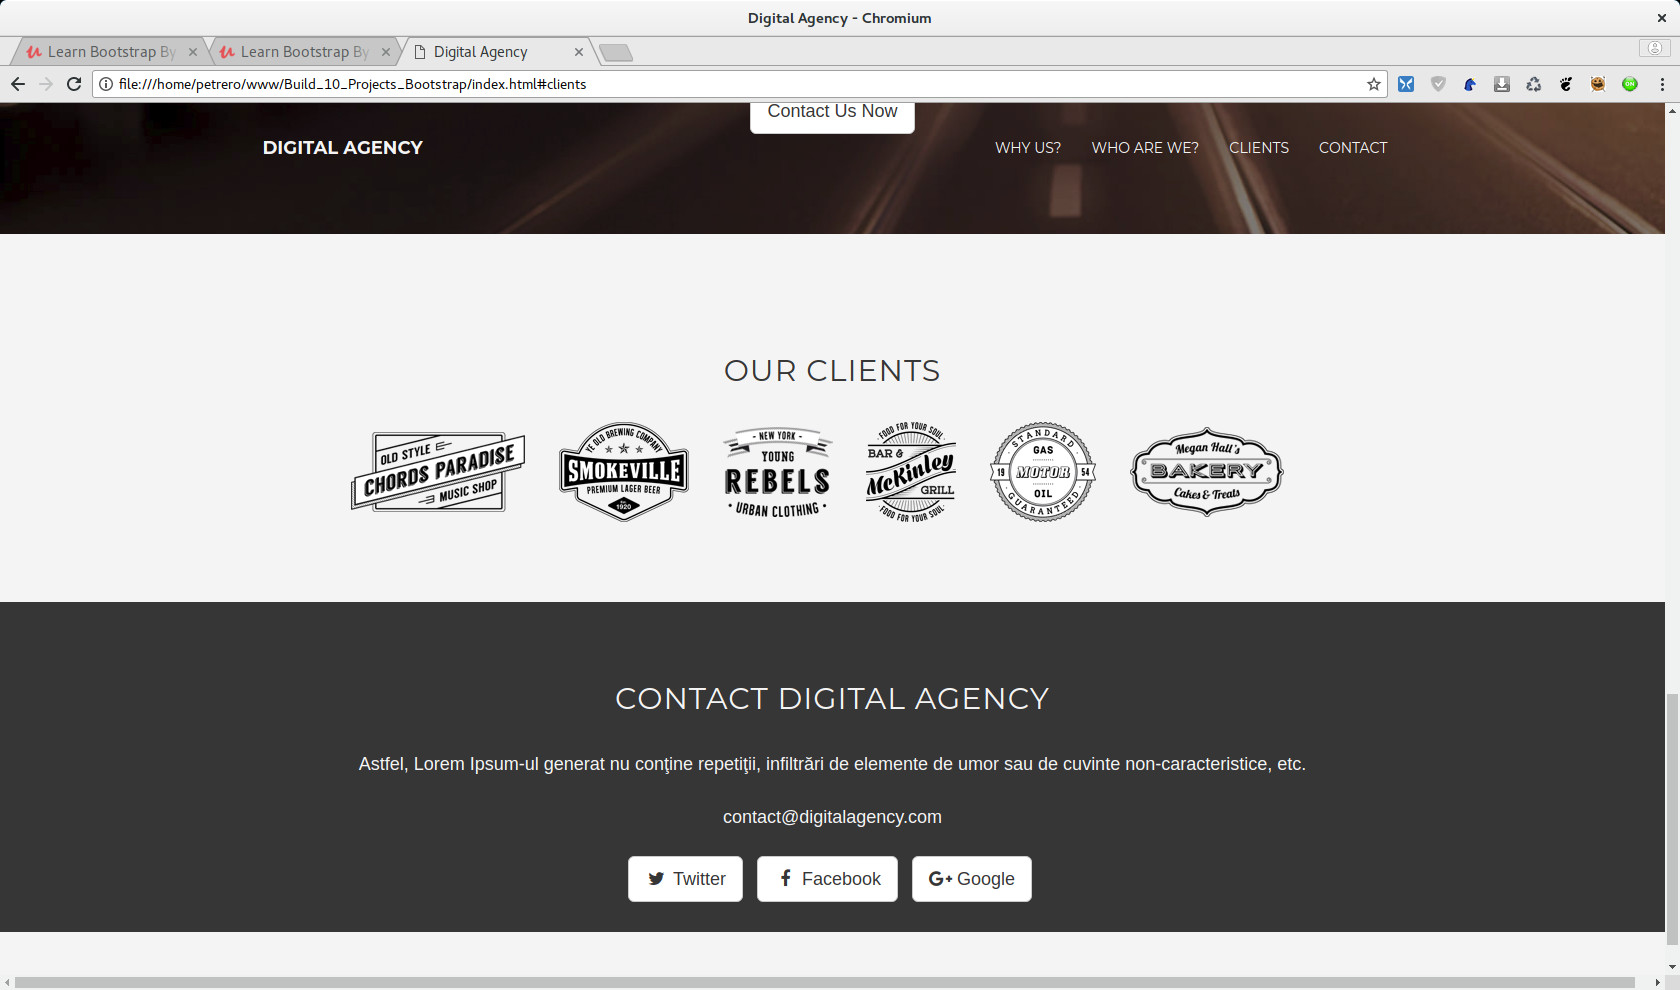 Digital Agency - Chromium
Learn Bootstrap By
Learn Bootstrap By
Digital Agency
file:///home/petrero/www/Build_10_Projects_Bootstrap/index.html#clients
Contact Us Now
DIGITAL AGENCY
WHY US?
WHO ARE WE?
CLIENTS
CONTACT
OUR CLIENTS
OLD STYLE
CHORDS PARADISE
MUSIC SHOP
YE OLD BREWING COMPANY
SMOKEVILLE
PREMIUM LAGER BEER
1920
- NEW YORK -
YOUNG
REBELS
• URBAN CLOTHING •
· FOOD FOR YOUR SOUL ·
BAR &
McKinley
GRILL
· FOOD FOR YOUR SOUL ·
STANDARD
GAS
19 MOTOR 54
OIL
GUARANTEED
Megan Hall's
BAKERY
Cakes & Treats
CONTACT DIGITAL AGENCY
Astfel, Lorem Ipsum-ul generat nu conţine repetiţii, infiltrări de elemente de umor sau de cuvinte non-caracteristice, etc.
contact@digitalagency.com
Twitter
Facebook
G+ Google